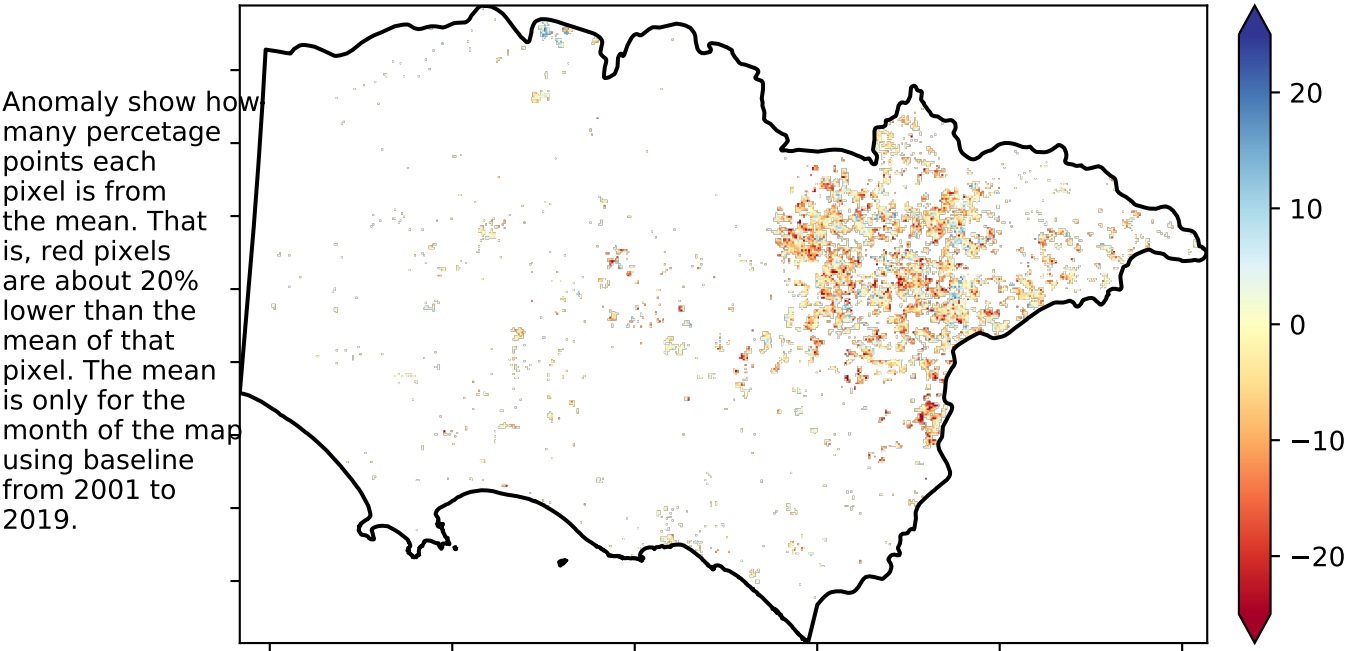 Anomaly show how
many percetage
points each
pixel is from
the mean. That
is, red pixels
are about 20%
lower than the
mean of that
pixel. The mean
is only for the
month of the map
using baseline
from 2001 to
2019.
20
10
0
−10
−20